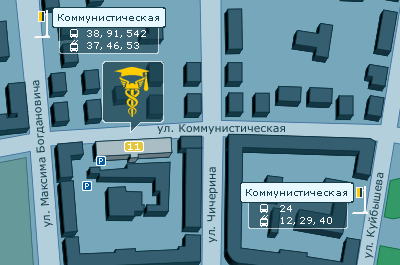 Коммунистическая
38, 91, 542
37, 46, 53
ул. Максима Богдановича
ул. Коммунистическая
11
P
P
ул. Чичерина
Коммунистическая
24
12, 29, 40
ул. Куйбышева